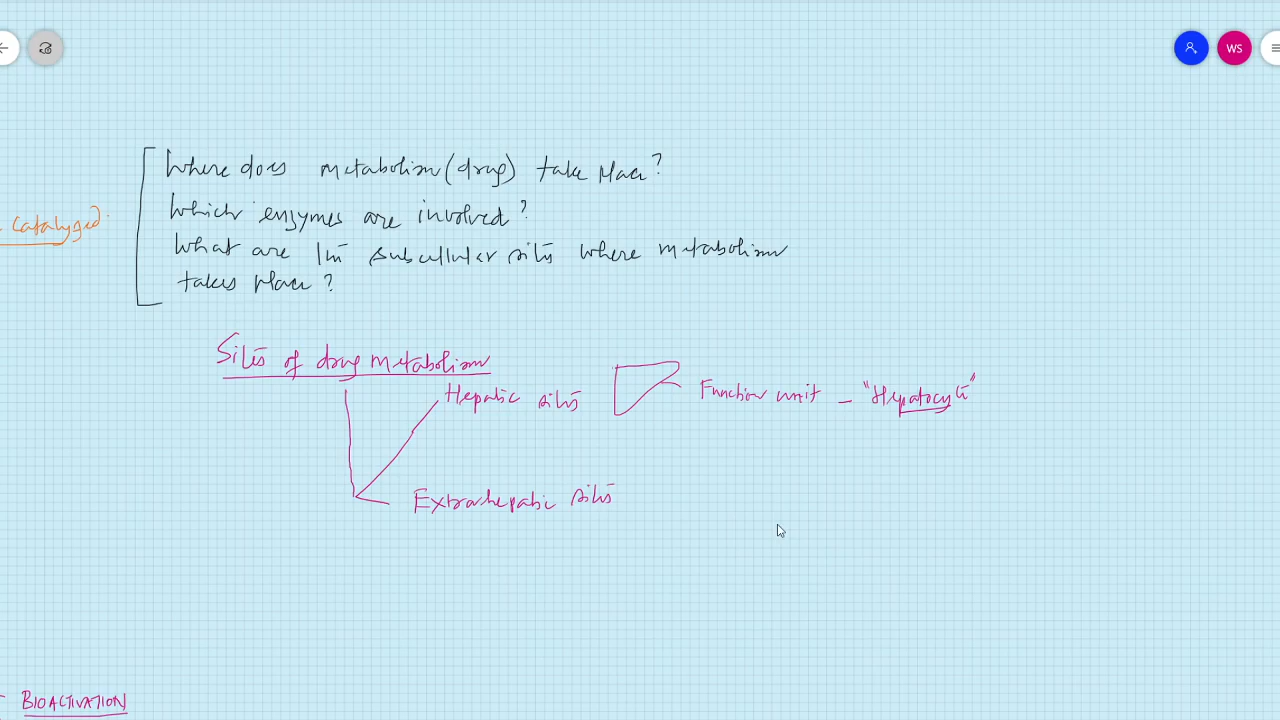 Where does metabolism (drug) take place?
Which enzymes are involved?
catalyzed.
What are the subcellular sites where metabolism
takes place?
Sites of drug metabolism
Hepatic sites
Function unit - "Hepatocyte"
Extrahepatic sites
BIOACTIVATION
WS